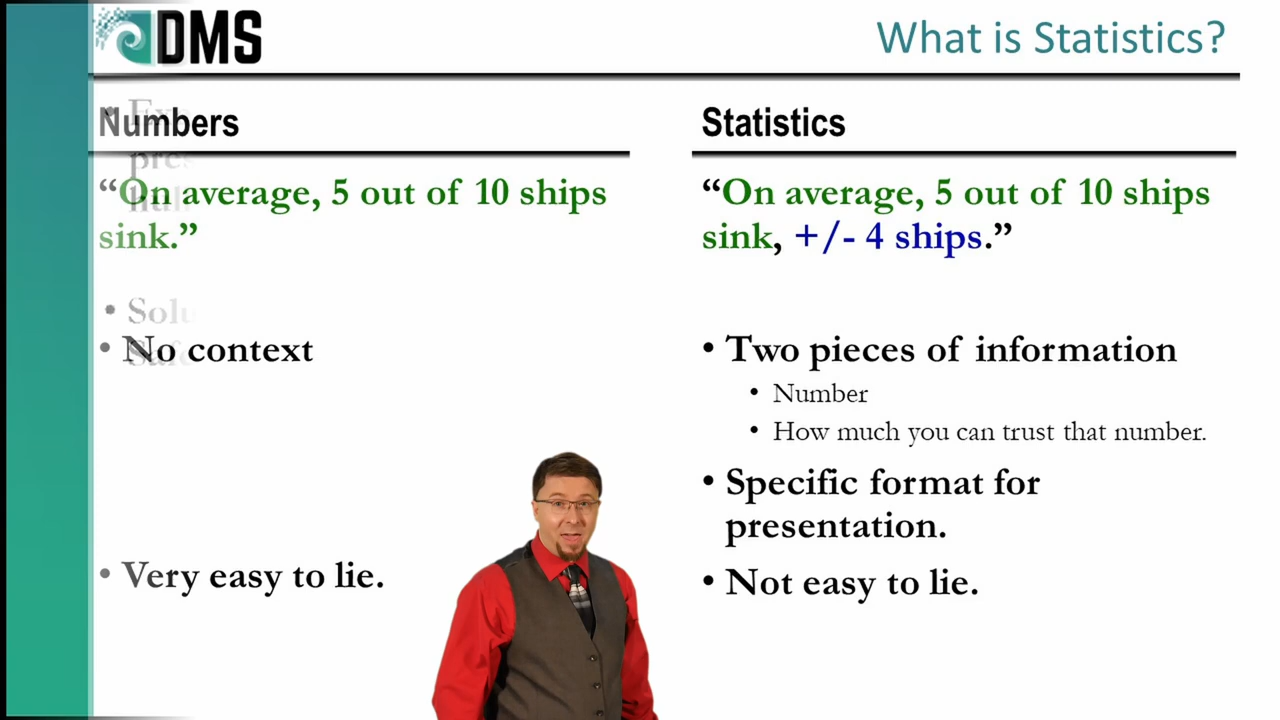 DMS
What is Statistics?
Numbers
“On average, 5 out of 10 ships
sink.”
• No context
• Very easy to lie.
Statistics
“On average, 5 out of 10 ships
sink, +/- 4 ships.”
• Two pieces of information
• Number
• How much you can trust that number.
• Specific format for
presentation.
• Not easy to lie.